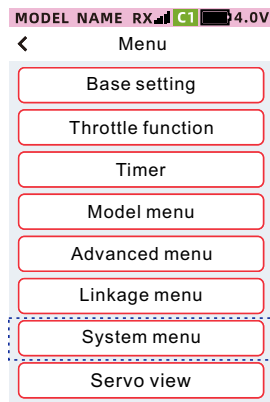 MODEL NAME RX C1 4.0V
Menu
Base setting
Throttle function
Timer
Model menu
Advanced menu
Linkage menu
System menu
Servo view